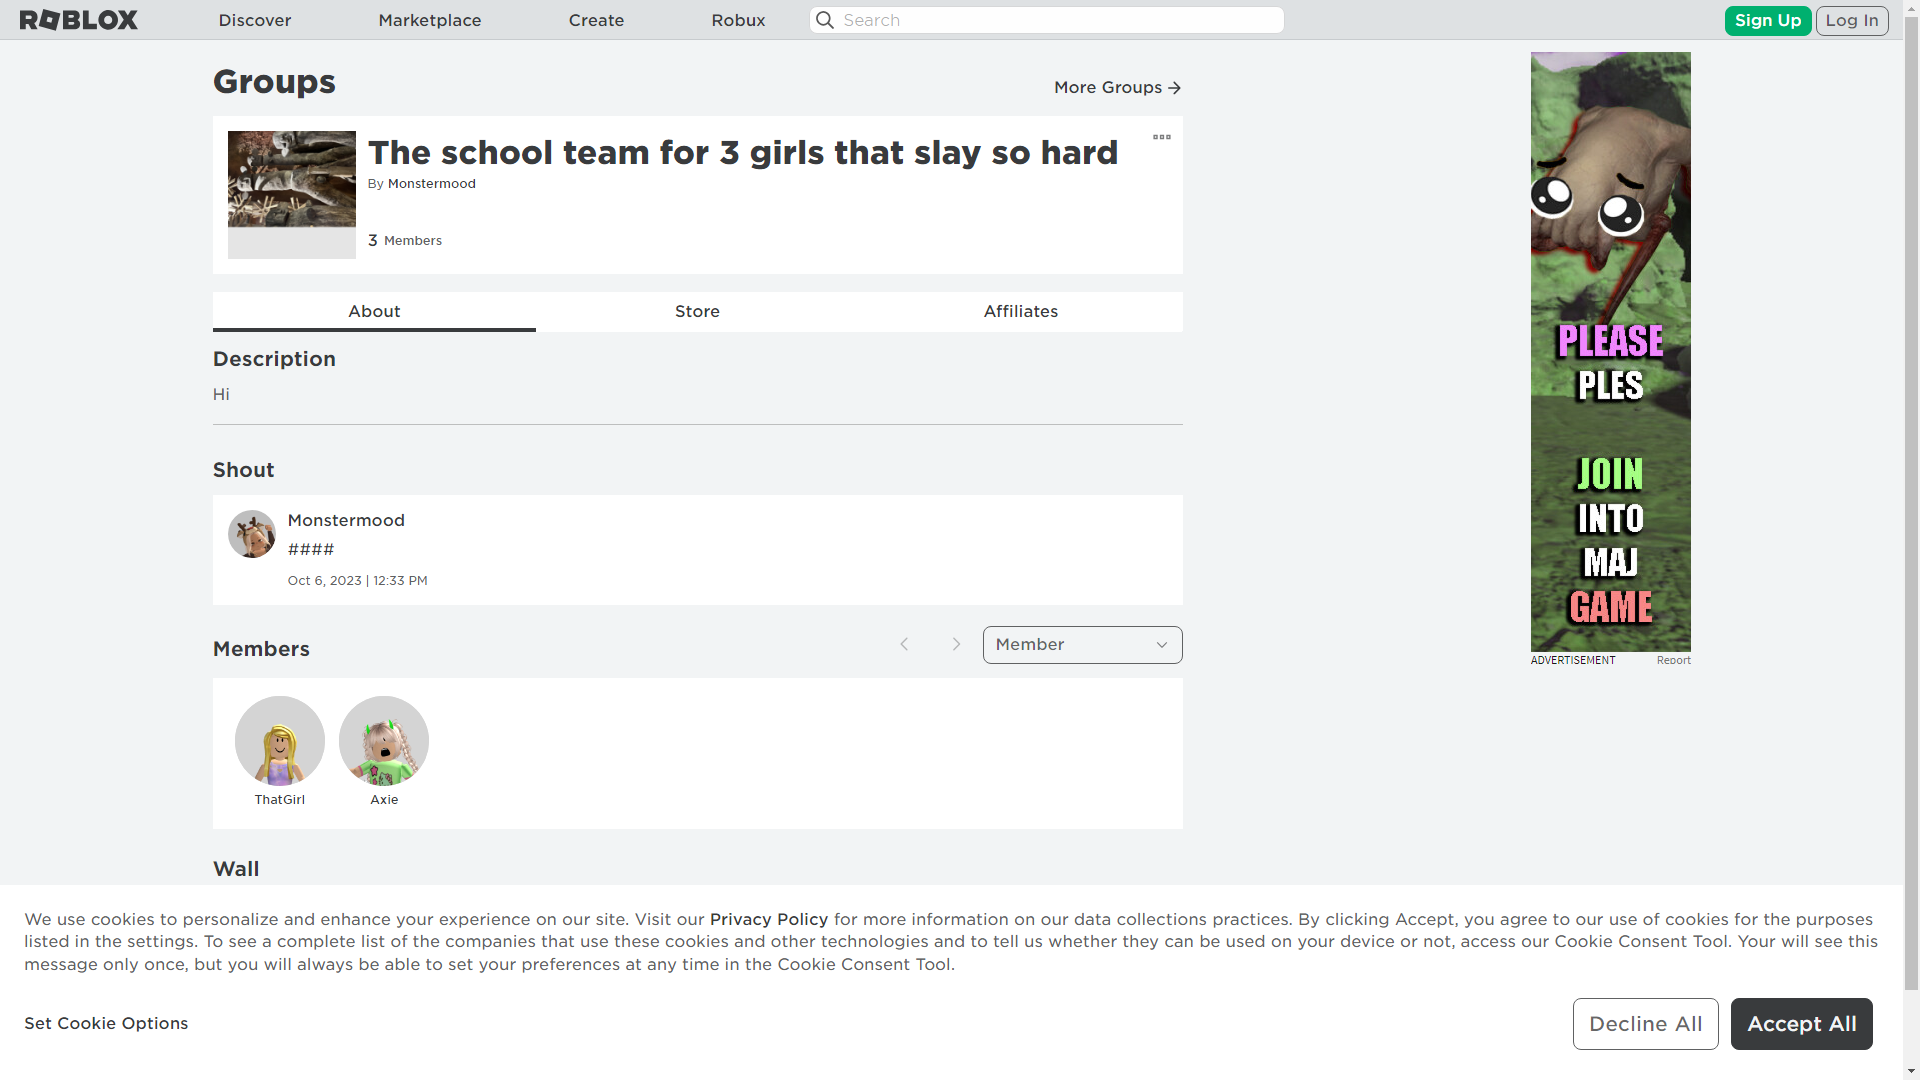 ROBLOX
Discover
Marketplace
Create
Robux
Search
Sign Up
Log In
Groups
More Groups →
The school team for 3 girls that slay so hard
By Monstermood
3 Members
About
Store
Affiliates
Description
Hi
Shout
Monstermood
####
Oct 6, 2023 | 12:33 PM
Members
Member
ThatGirl
Axie
Wall
PLEASE
PLES
JOIN
INTO
MAJ
GAME
ADVERTISEMENT
Report
We use cookies to personalize and enhance your experience on our site. Visit our Privacy Policy for more information on our data collections practices. By clicking Accept, you agree to our use of cookies for the purposes
listed in the settings. To see a complete list of the companies that use these cookies and other technologies and to tell us whether they can be used on your device or not, access our Cookie Consent Tool. Your will see this
message only once, but you will always be able to set your preferences at any time in the Cookie Consent Tool.
Set Cookie Options
Decline All
Accept All